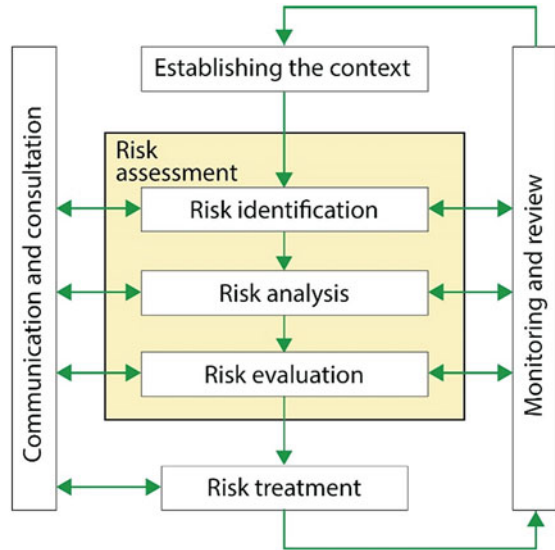 Establishing the context
Communication and consultation
Risk
assessment
Risk identification
Risk analysis
Risk evaluation
Monitoring and review
Risk treatment